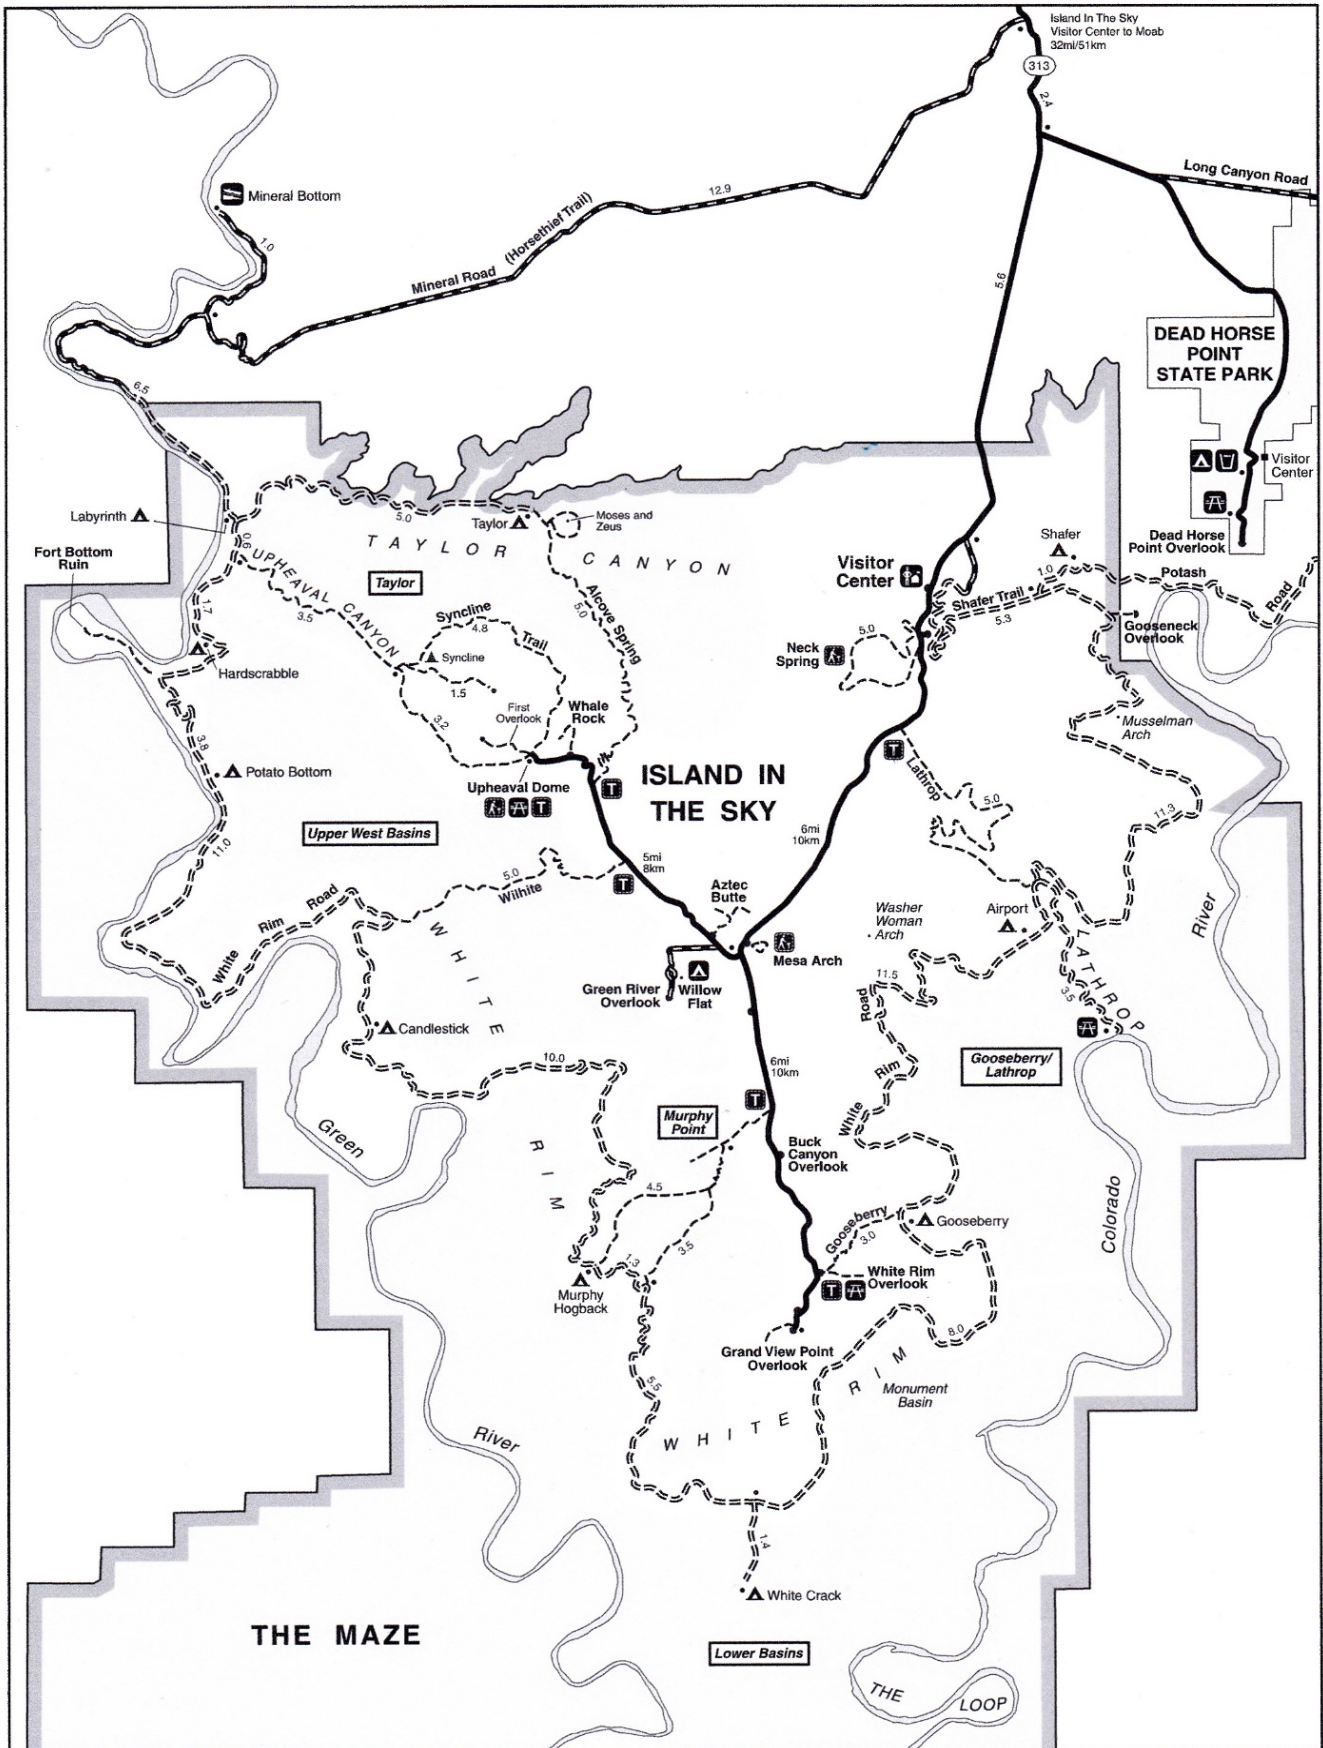 Island In The Sky
Visitor Center to Moab
32mi/51km
313
2.4
Long Canyon Road
Mineral Bottom
1.0
12.9
(Horsethief Trail)
Mineral Road
5.6
DEAD HORSE
POINT
STATE PARK
6.5
Visitor
Center
Labyrinth
5.0
Taylor
Moses and
Zeus
Dead Horse
Point Overlook
Fort Bottom
Ruin
0.6
TAYLOR CANYON
Shafer
Visitor
Center
Taylor
UPHEAVAL CANYON
3.5
Alcove Spring
5.0
1.0
Potash
Road
Shafer Trail
5.3
Gooseneck
Overlook
1.7
Syncline
4.8
Trail
Neck
Spring
5.0
Hardscrabble
Syncline
1.5
First
Overlook
Whale
Rock
3.2
Musselman
Arch
3.8
Potato Bottom
Upheaval Dome
T
T
T
Lathrop
5.0
ISLAND IN
THE SKY
11.3
Upper West Basins
11.0
6mi
10km
5mi
8km
5.0
Wilhite
T
Aztec
Butte
White Rim Road
Washer
Woman
Arch
Airport
River
Mesa Arch
Green River
Overlook
Willow
Flat
11.5
LATHROP
3.5
WHITE RIM
Candlestick
10.0
6mi
10km
White Rim Road
Gooseberry/
Lathrop
T
Murphy
Point
Green
Buck
Canyon
Overlook
4.5
Colorado
Gooseberry
3.0
Gooseberry
3.5
1.3
White Rim
Overlook
T
Murphy
Hogback
8.0
Grand View Point
Overlook
5.5
Monument
Basin
WHITE RIM
River
1.4
White Crack
THE MAZE
Lower Basins
THE LOOP